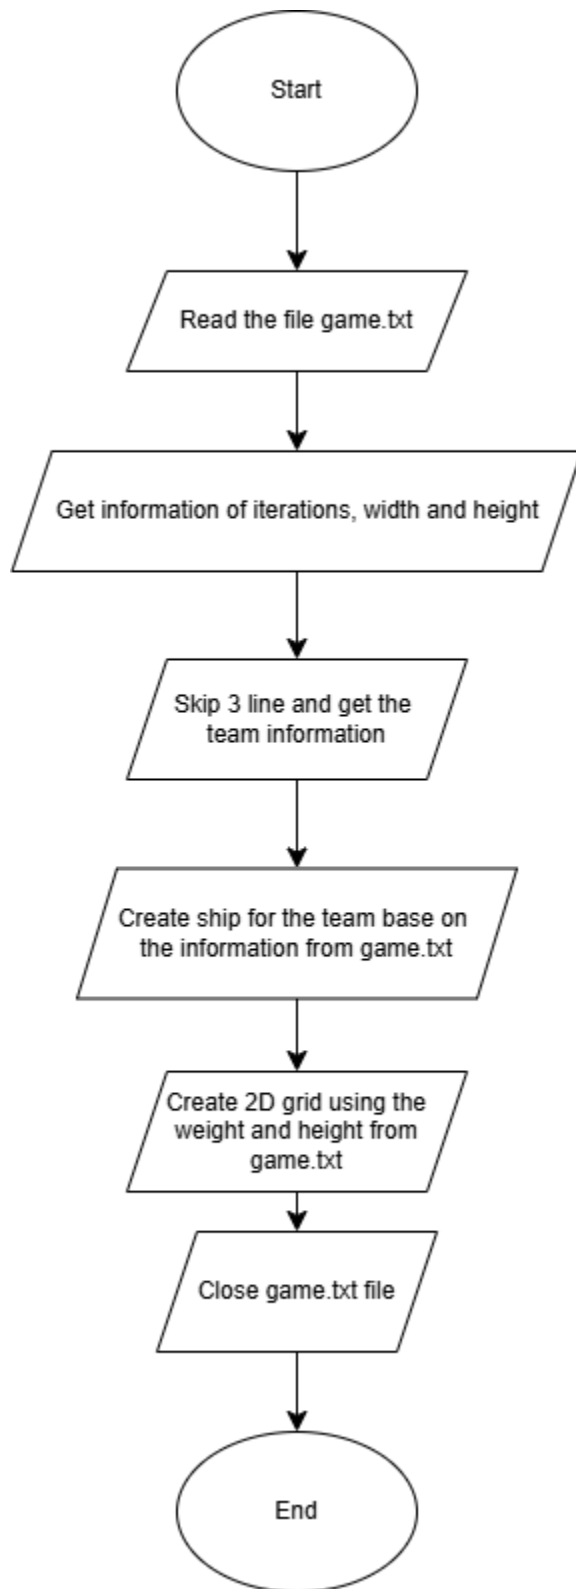 Start
Read the file game.txt
Get information of iterations, width and height
Skip 3 line and get the
team information
Create ship for the team base on
the information from game.txt
Create 2D grid using the
weight and height from
game.txt
Close game.txt file
End